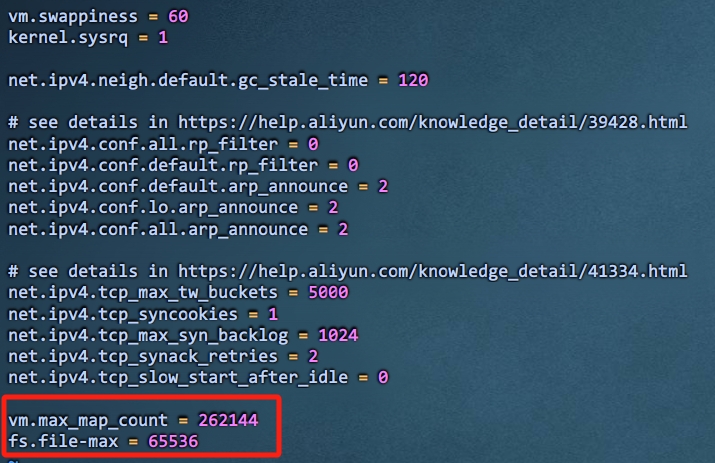 vm.swappiness = 60
kernel.sysrq = 1
net.ipv4.neigh.default.gc_stale_time = 120
# see details in https://help.aliyun.com/knowledge_detail/39428.html
net.ipv4.conf.all.rp_filter = 0
net.ipv4.conf.default.rp_filter = 0
net.ipv4.conf.default.arp_announce = 2
net.ipv4.conf.lo.arp_announce = 2
net.ipv4.conf.all.arp_announce = 2
# see details in https://help.aliyun.com/knowledge_detail/41334.html
net.ipv4.tcp_max_tw_buckets = 5000
net.ipv4.tcp_syncookies = 1
net.ipv4.tcp_max_syn_backlog = 1024
net.ipv4.tcp_synack_retries = 2
net.ipv4.tcp_slow_start_after_idle = 0
vm.max_map_count = 262144
fs.file-max = 65536